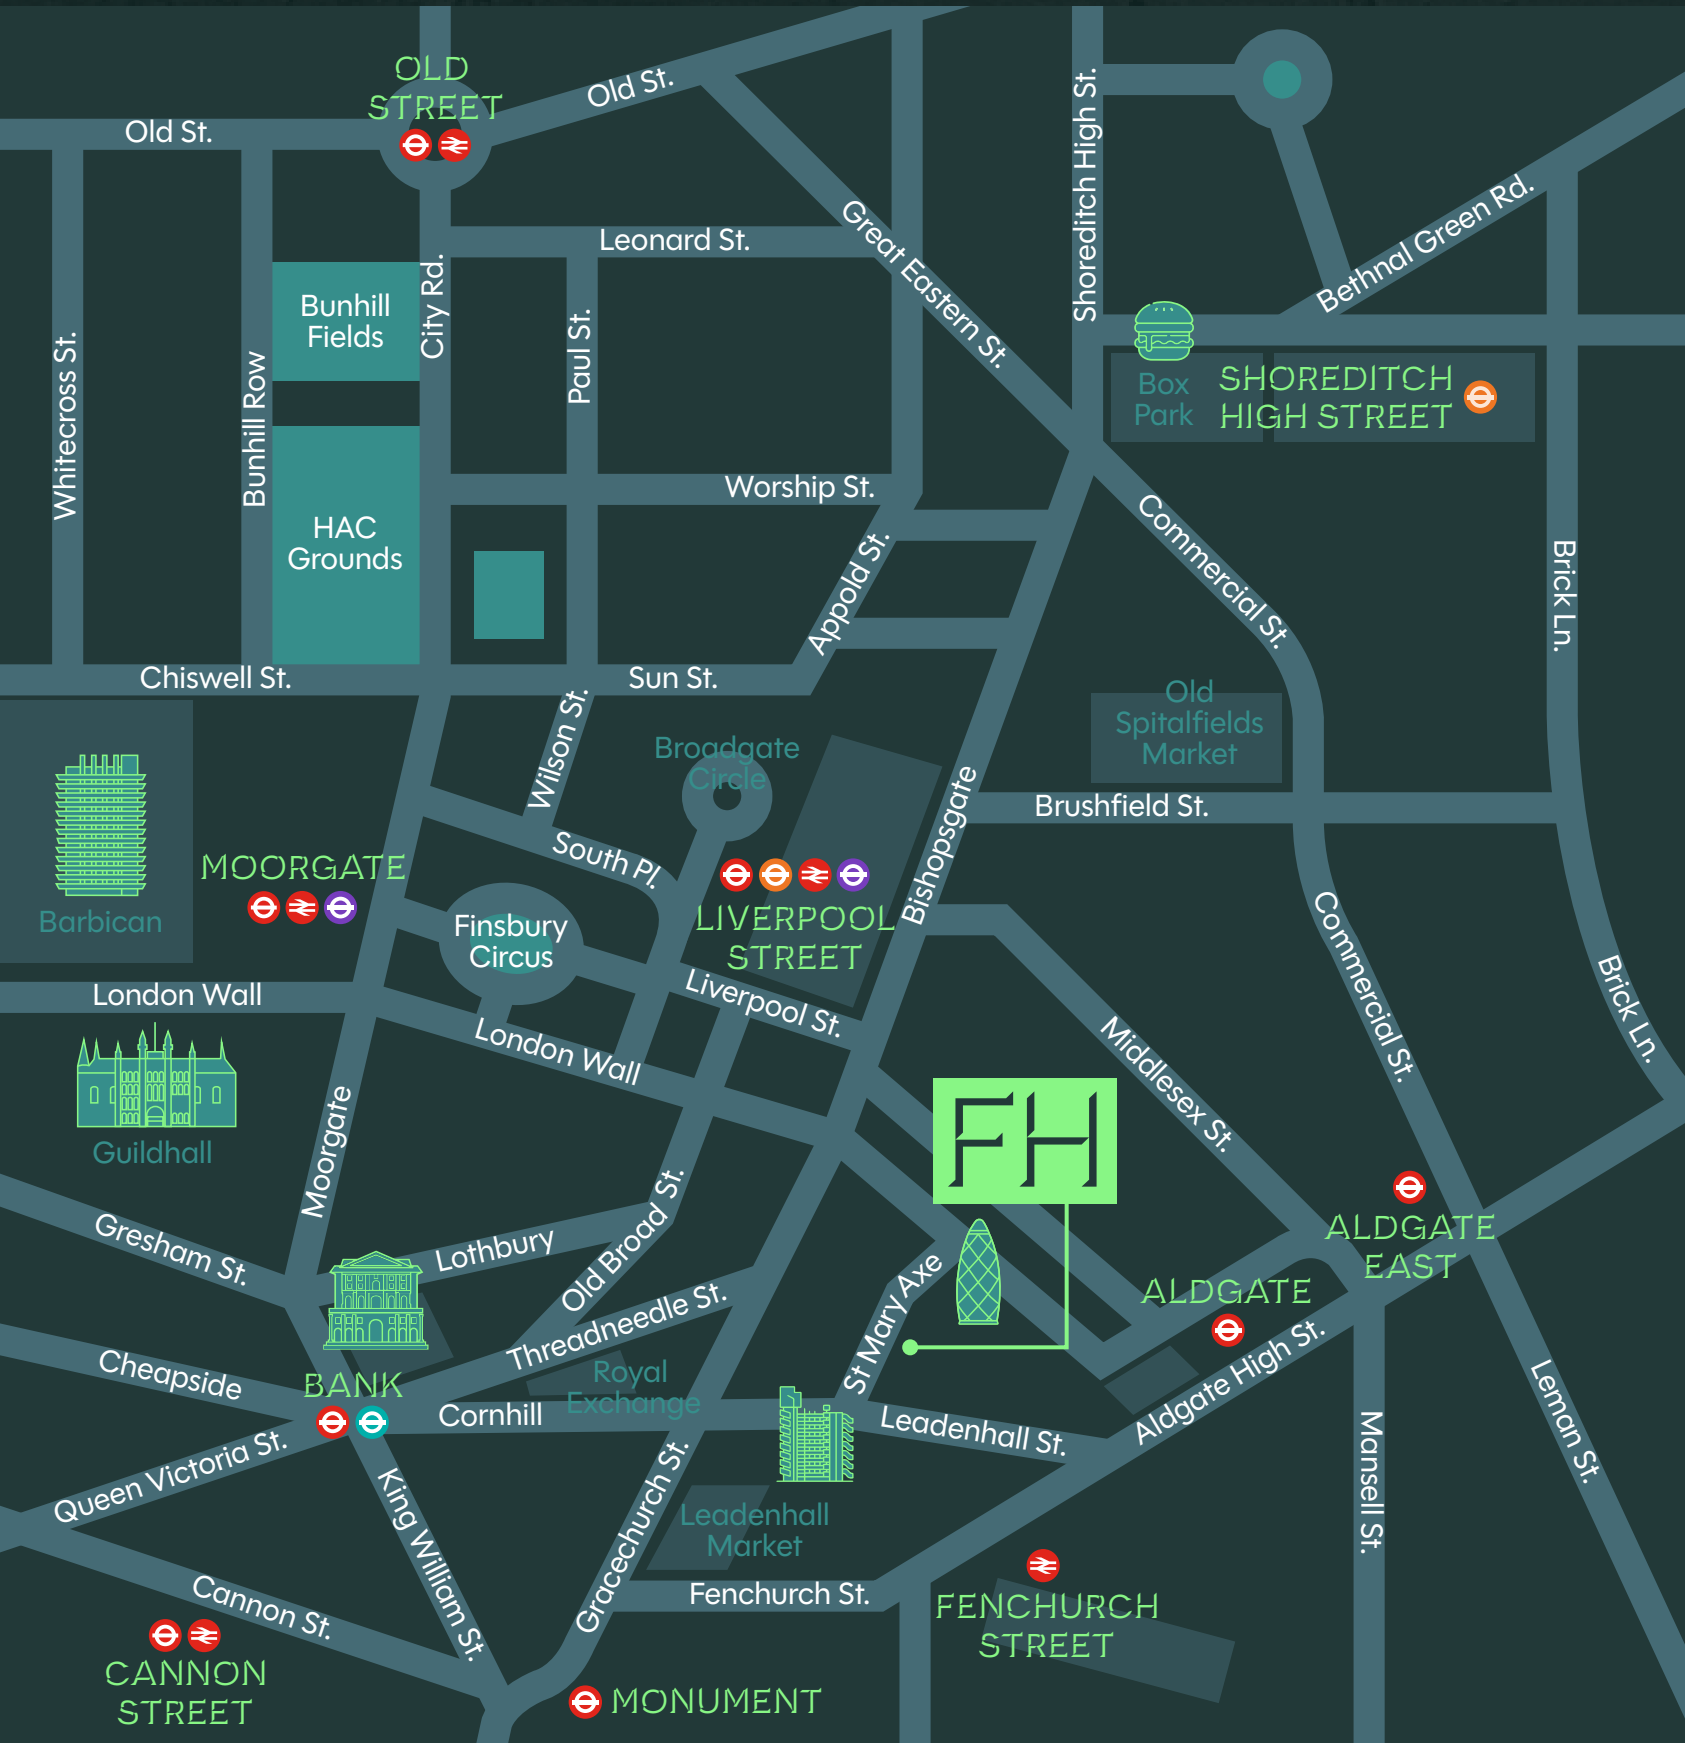 OLD
STREET
Old St.
Old St.
Shoreditch High St.
Great Eastern St.
Bethnal Green Rd.
Leonard St.
City Rd.
Bunhill
Fields
Paul St.
Whitecross St.
Bunhill Row
Box
Park
SHOREDITCH
HIGH STREET
Worship St.
HAC
Grounds
Appold St.
Commercial St.
Brick Ln.
Chiswell St.
Sun St.
Wilson St.
Old
Spitalfields
Market
Broadgate
Circle
Bishopsgate
Brushfield St.
South Pl.
MOORGATE
Barbican
Finsbury
Circus
LIVERPOOL
STREET
Commercial St.
Brick Ln.
London Wall
Liverpool St.
London Wall
Middlesex St.
Guildhall
Moorgate
FH
Gresham St.
Lothbury
Old Broad St.
ALDGATE
EAST
St Mary Axe
ALDGATE
Threadneedle St.
Cheapside
BANK
Royal
Exchange
Cornhill
Leadenhall St.
Aldgate High St.
Mansell St.
Leman St.
Queen Victoria St.
King William St.
Gracechurch St.
Leadenhall
Market
Fenchurch St.
FENCHURCH
STREET
Cannon St.
CANNON
STREET
MONUMENT